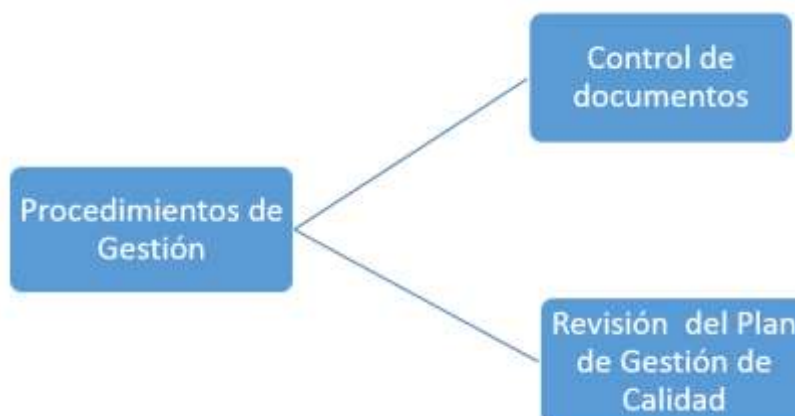 Control de
documentos
Procedimientos de
Gestión
Revisión del Plan
de Gestión de
Calidad